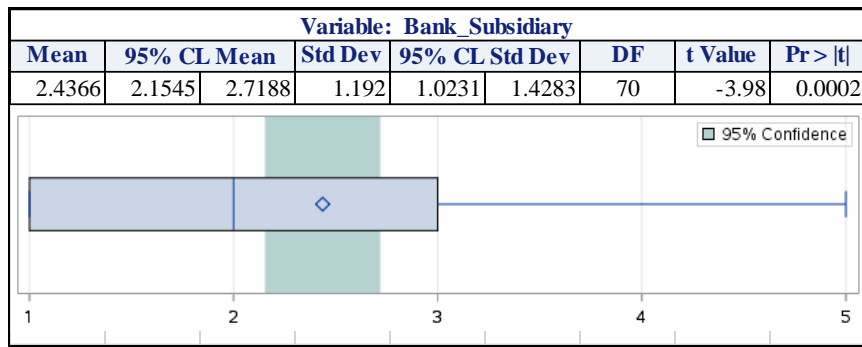 Variable: Bank_Subsidiary
Mean 95% CL Mean Std Dev 95% CL Std Dev DF t Value Pr > |t|
2.4366 2.1545 2.7188 1.192 1.0231 1.4283 70 -3.98 0.0002
95% Confidence
1 2 3 4 5